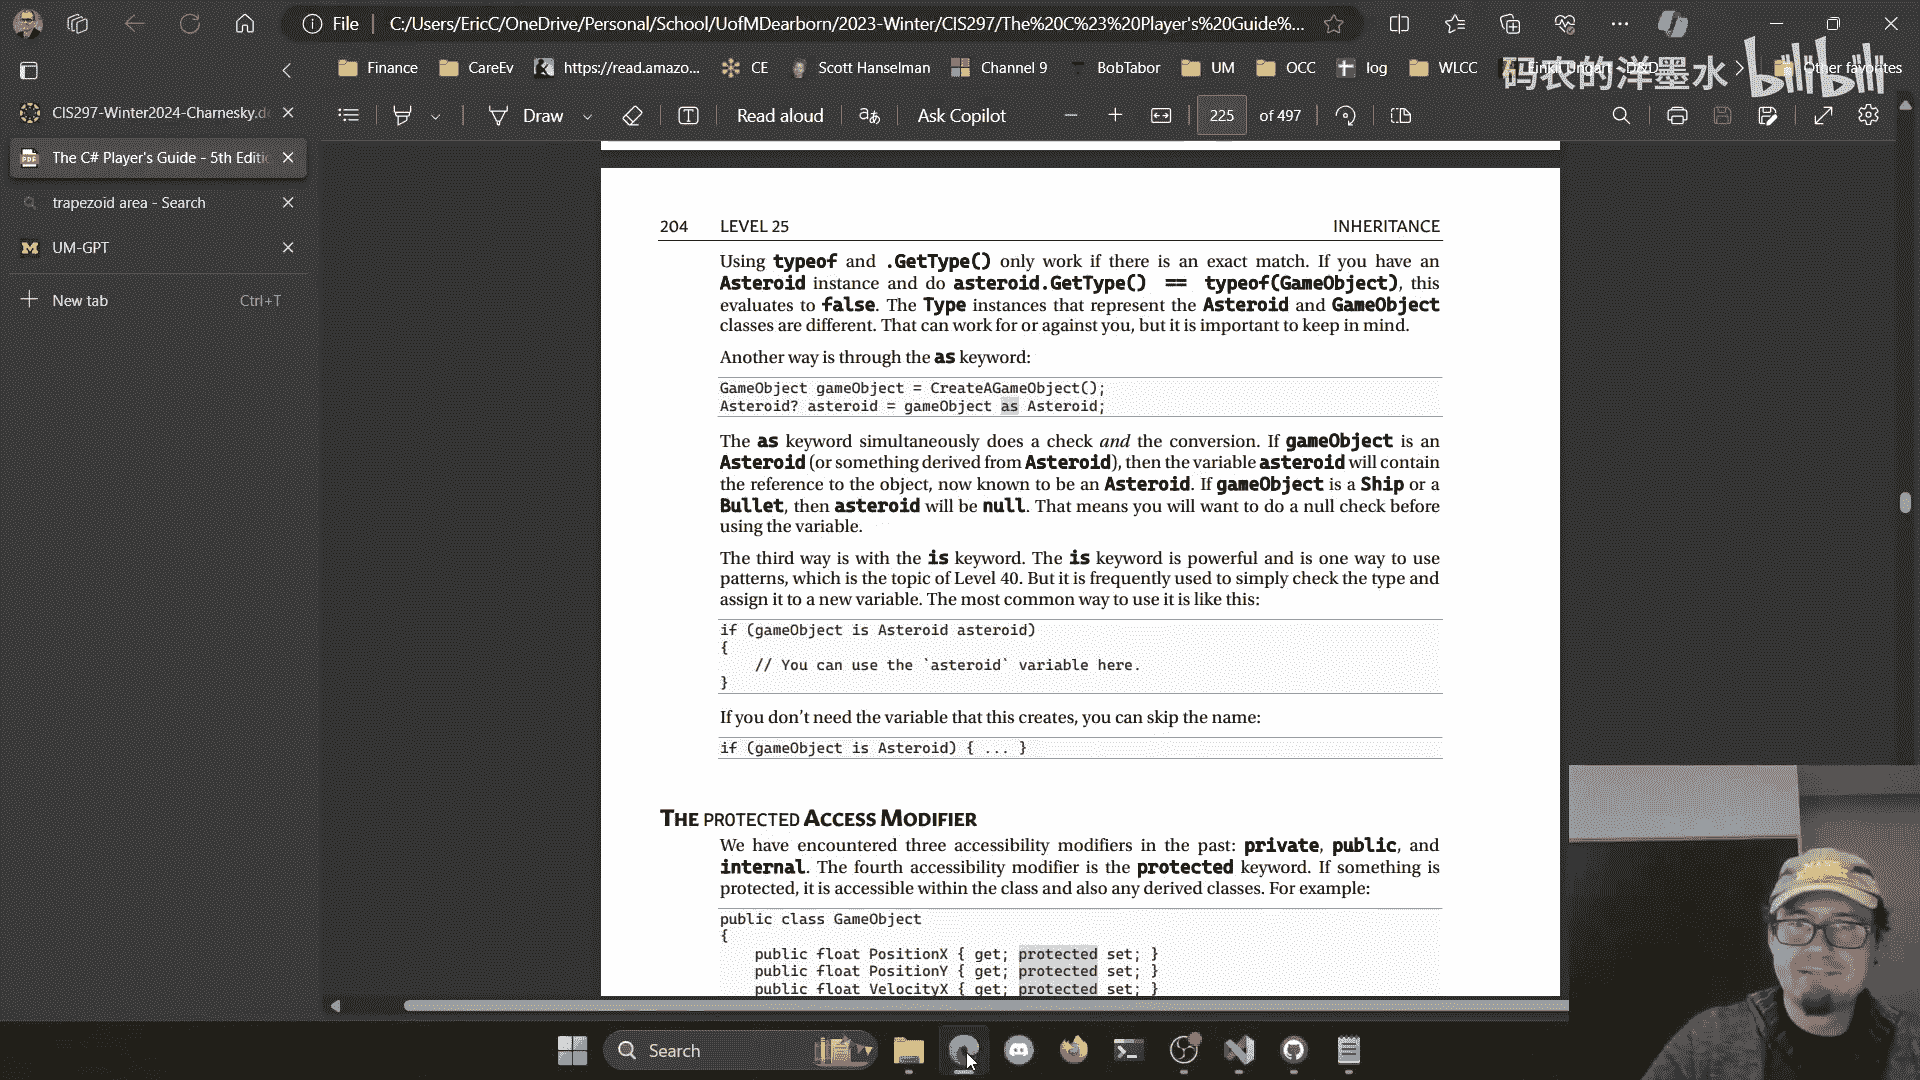 File
C:/Users/EricC/OneDrive/Personal/School/UofMDearborn/2023-Winter/CIS297/The%20C%23%20Player's%20Guide%...
Finance
CareEv
https://read.amazo...
CE
Scott Hanselman
Channel 9
BobTabor
UM
OCC
log
WLCC
Other favorites
码农的洋墨水
bilibili
CIS297-Winter2024-Charnesky.d
The C# Player's Guide - 5th Editi
trapezoid area - Search
UM-GPT
New tab
Ctrl+T
Draw
Read aloud
Ask Copilot
225
of 497
204 LEVEL 25 INHERITANCE
Using typeof and .GetType() only work if there is an exact match. If you have an
Asteroid instance and do asteroid.GetType() == typeof(GameObject), this
evaluates to false. The Type instances that represent the Asteroid and GameObject
classes are different. That can work for or against you, but it is important to keep in mind.
Another way is through the as keyword:
GameObject gameObject = CreateAGameObject();
Asteroid? asteroid = gameObject as Asteroid;
The as keyword simultaneously does a check and the conversion. If gameObject is an
Asteroid (or something derived from Asteroid), then the variable asteroid will contain
the reference to the object, now known to be an Asteroid. If gameObject is a Ship or a
Bullet, then asteroid will be null. That means you will want to do a null check before
using the variable.
The third way is with the is keyword. The is keyword is powerful and is one way to use
patterns, which is the topic of Level 40. But it is frequently used to simply check the type and
assign it to a new variable. The most common way to use it is like this:
if (gameObject is Asteroid asteroid)
{
// You can use the `asteroid` variable here.
}
If you don't need the variable that this creates, you can skip the name:
if (gameObject is Asteroid) { ... }
THE PROTECTED ACCESS MODIFIER
We have encountered three accessibility modifiers in the past: private, public, and
internal. The fourth accessibility modifier is the protected keyword. If something is
protected, it is accessible within the class and also any derived classes. For example:
public class GameObject
{
public float PositionX { get; protected set; }
public float PositionY { get; protected set; }
public float VelocityX { get; protected set; }
Search